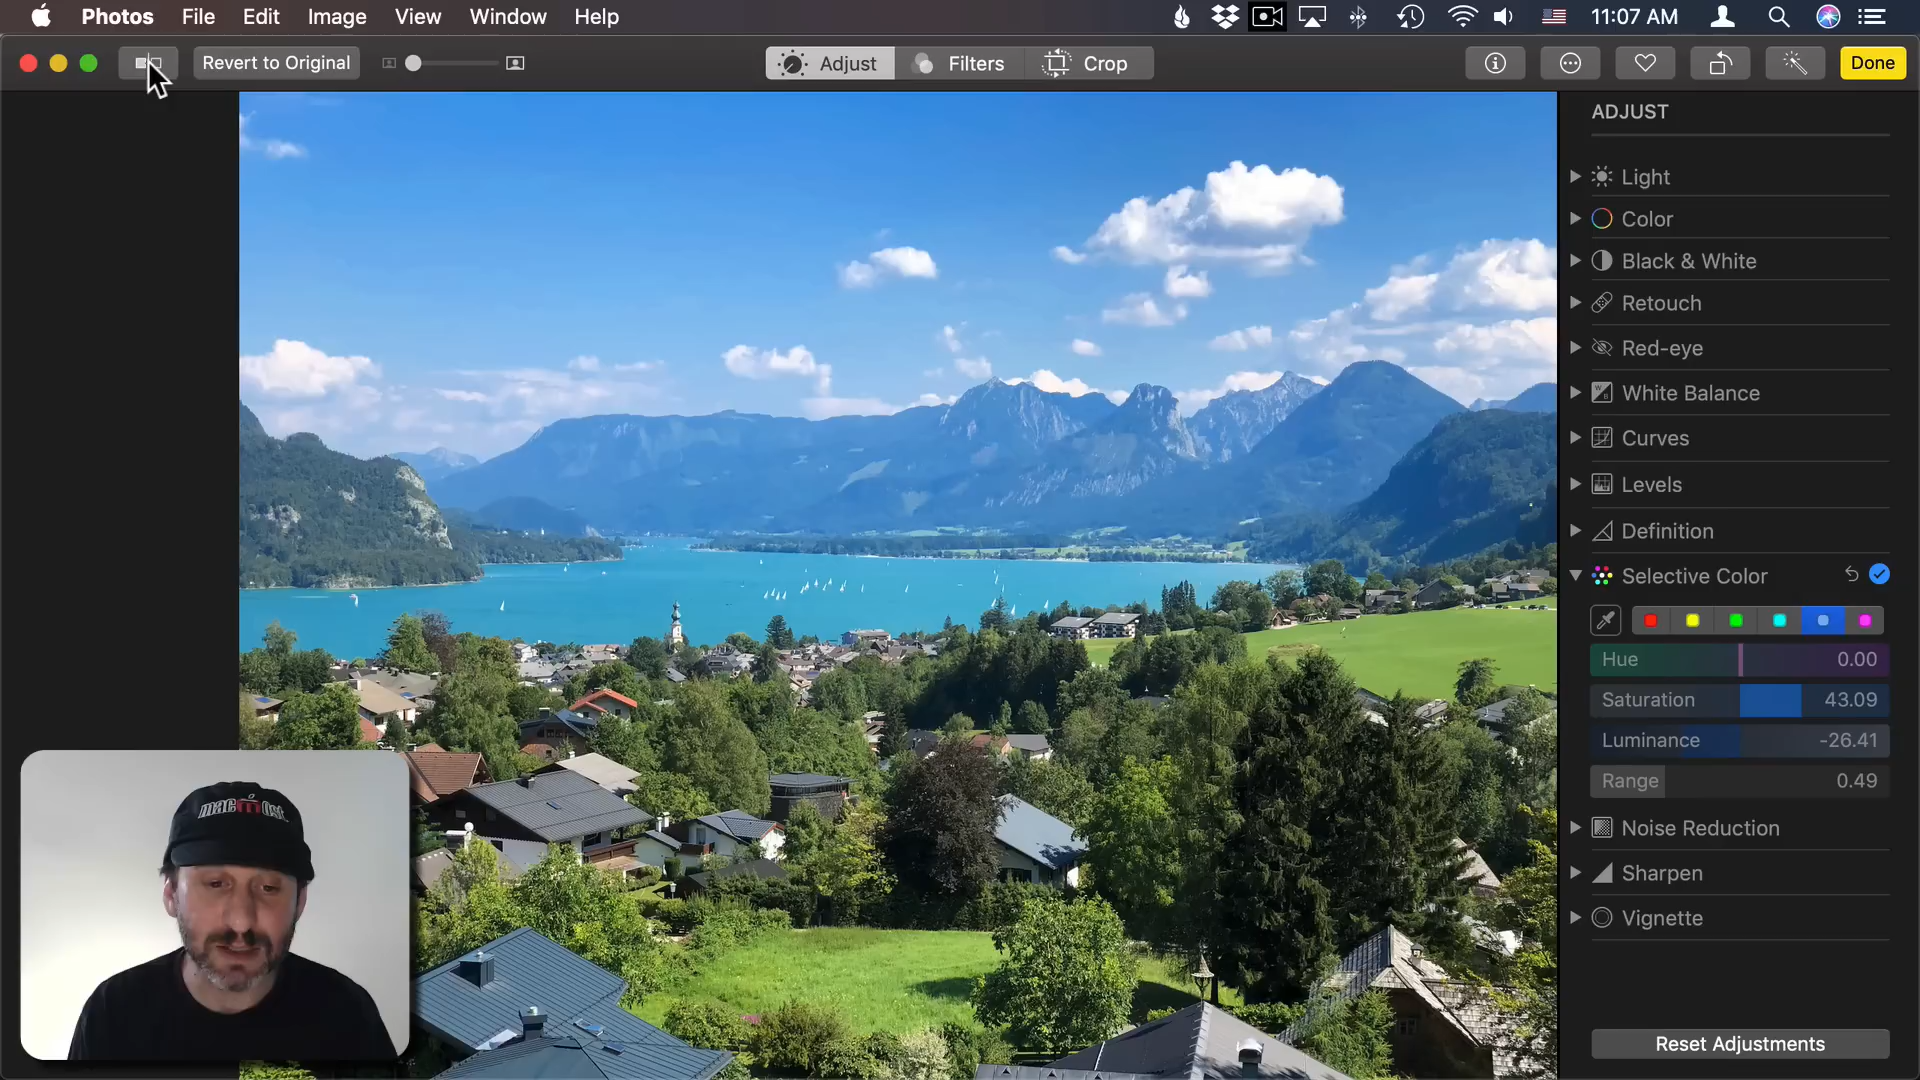 Photos File Edit Image View Window Help 11:07 AM
Revert to Original Adjust Filters Crop Done
ADJUST
Light
Color
Black & White
Retouch
Red-eye
White Balance
Curves
Levels
Definition
Selective Color
Hue 0.00
Saturation 43.09
Luminance -26.41
Range 0.49
Noise Reduction
Sharpen
Vignette
Reset Adjustments
macmost